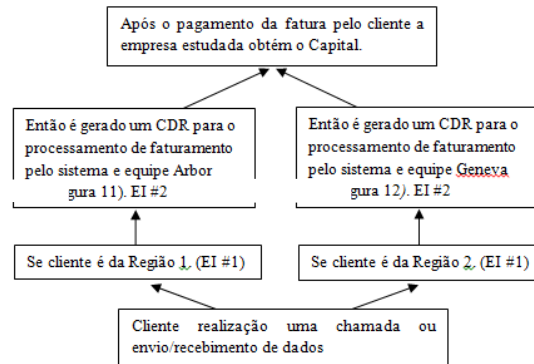 Após o pagamento da fatura pelo cliente a
empresa estudada obtém o Capital.
Então é gerado um CDR para o
processamento de faturamento
pelo sistema e equipe Arbor
gura 11). EI #2
Então é gerado um CDR para o
processamento de faturamento
pelo sistema e equipe Geneva
gura 12). EI #2
Se cliente é da Região 1. (EI #1)
Se cliente é da Região 2. (EI #1)
Cliente realização uma chamada ou
envio/recebimento de dados